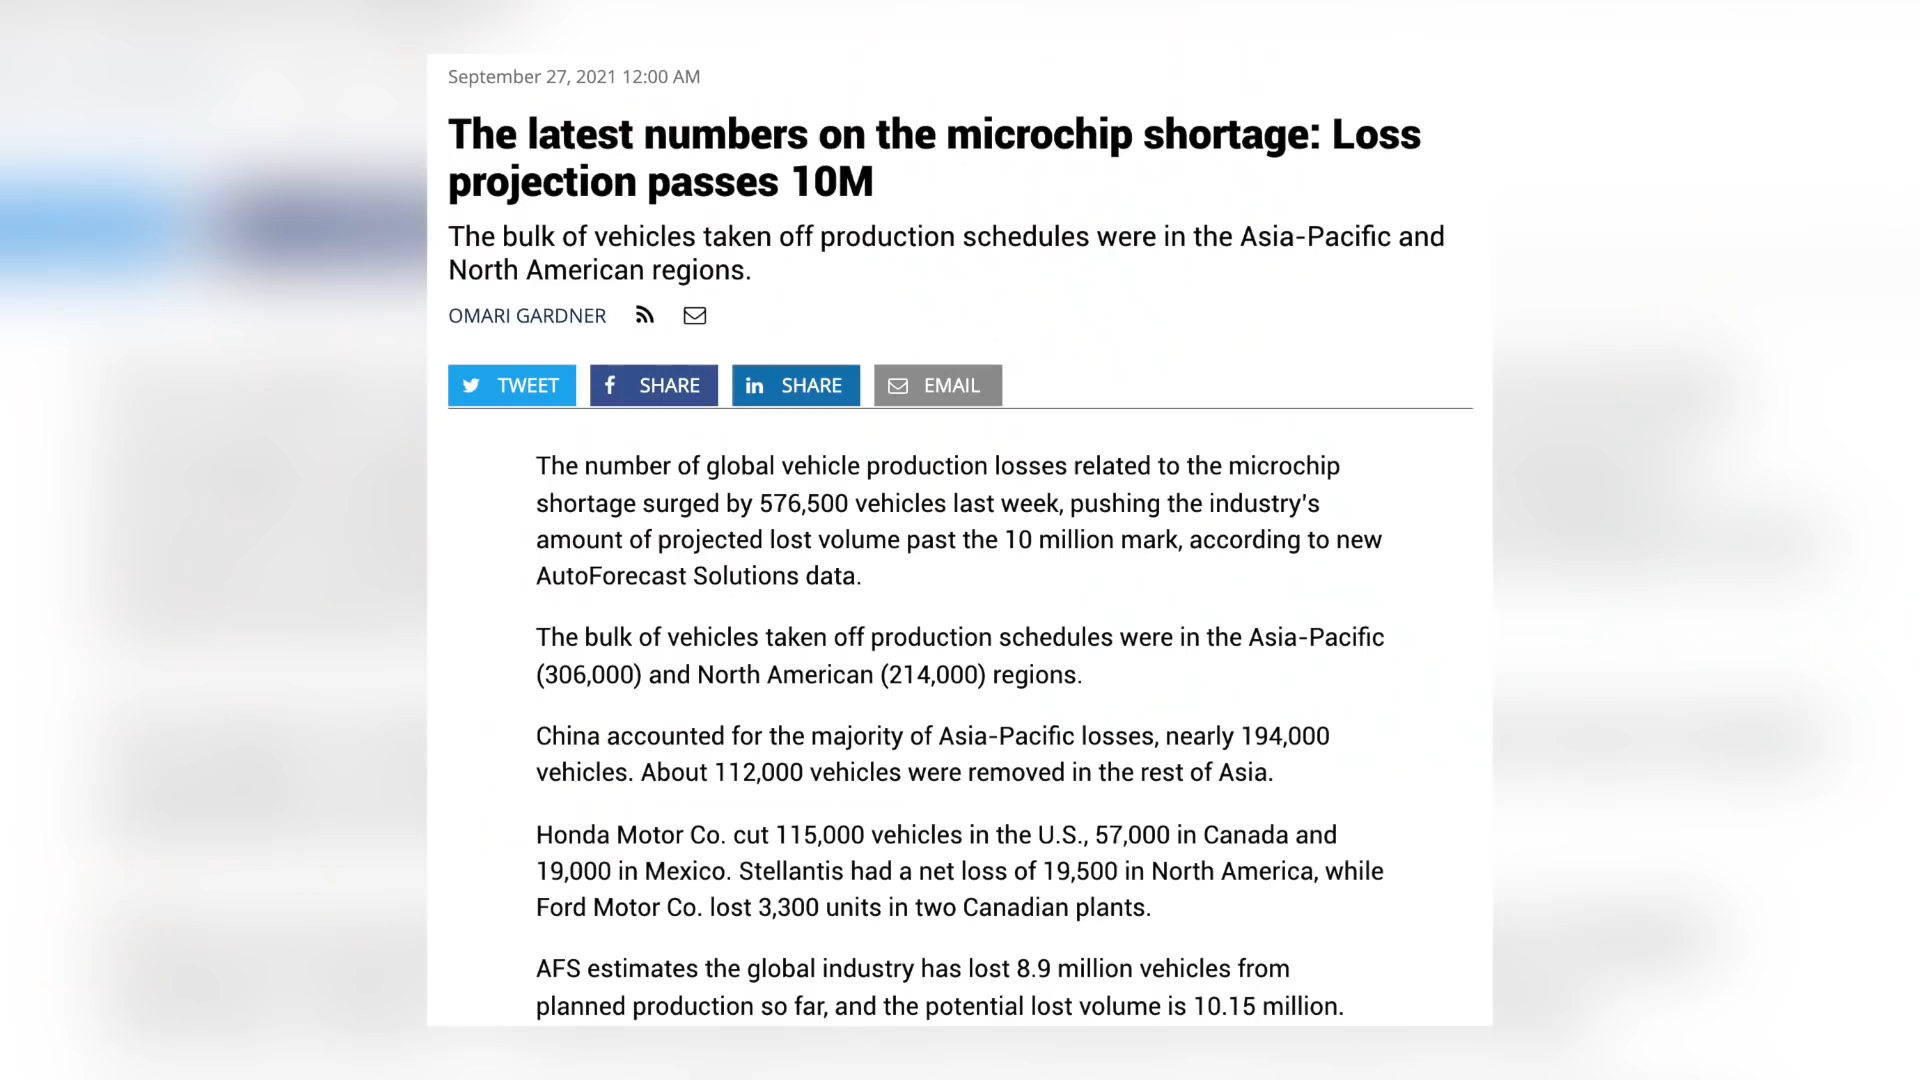 September 27, 2021 12:00 AM
The latest numbers on the microchip shortage: Loss
projection passes 10M
The bulk of vehicles taken off production schedules were in the Asia-Pacific and
North American regions.
OMARI GARDNER
TWEET SHARE SHARE EMAIL
The number of global vehicle production losses related to the microchip
shortage surged by 576,500 vehicles last week, pushing the industry's
amount of projected lost volume past the 10 million mark, according to new
AutoForecast Solutions data.
The bulk of vehicles taken off production schedules were in the Asia-Pacific
(306,000) and North American (214,000) regions.
China accounted for the majority of Asia-Pacific losses, nearly 194,000
vehicles. About 112,000 vehicles were removed in the rest of Asia.
Honda Motor Co. cut 115,000 vehicles in the U.S., 57,000 in Canada and
19,000 in Mexico. Stellantis had a net loss of 19,500 in North America, while
Ford Motor Co. lost 3,300 units in two Canadian plants.
AFS estimates the global industry has lost 8.9 million vehicles from
planned production so far, and the potential lost volume is 10.15 million.